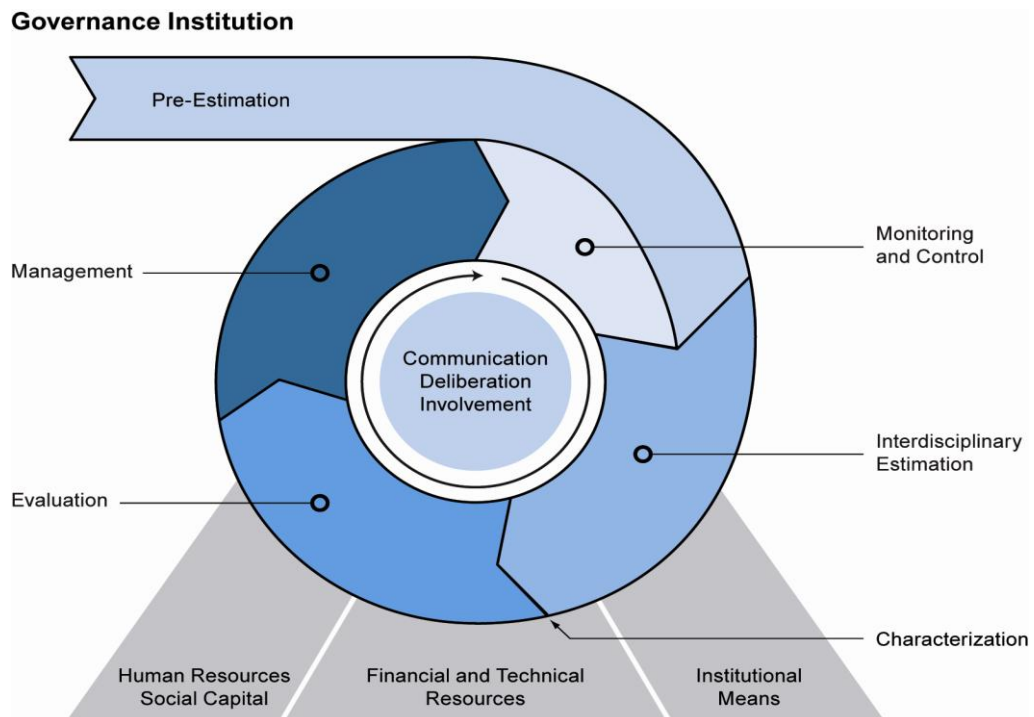 Governance Institution
Pre-Estimation
Monitoring
and Control
Management
Communication
Deliberation
Involvement
Interdisciplinary
Estimation
Evaluation
Characterization
Human Resources
Social Capital
Financial and Technical
Resources
Institutional
Means